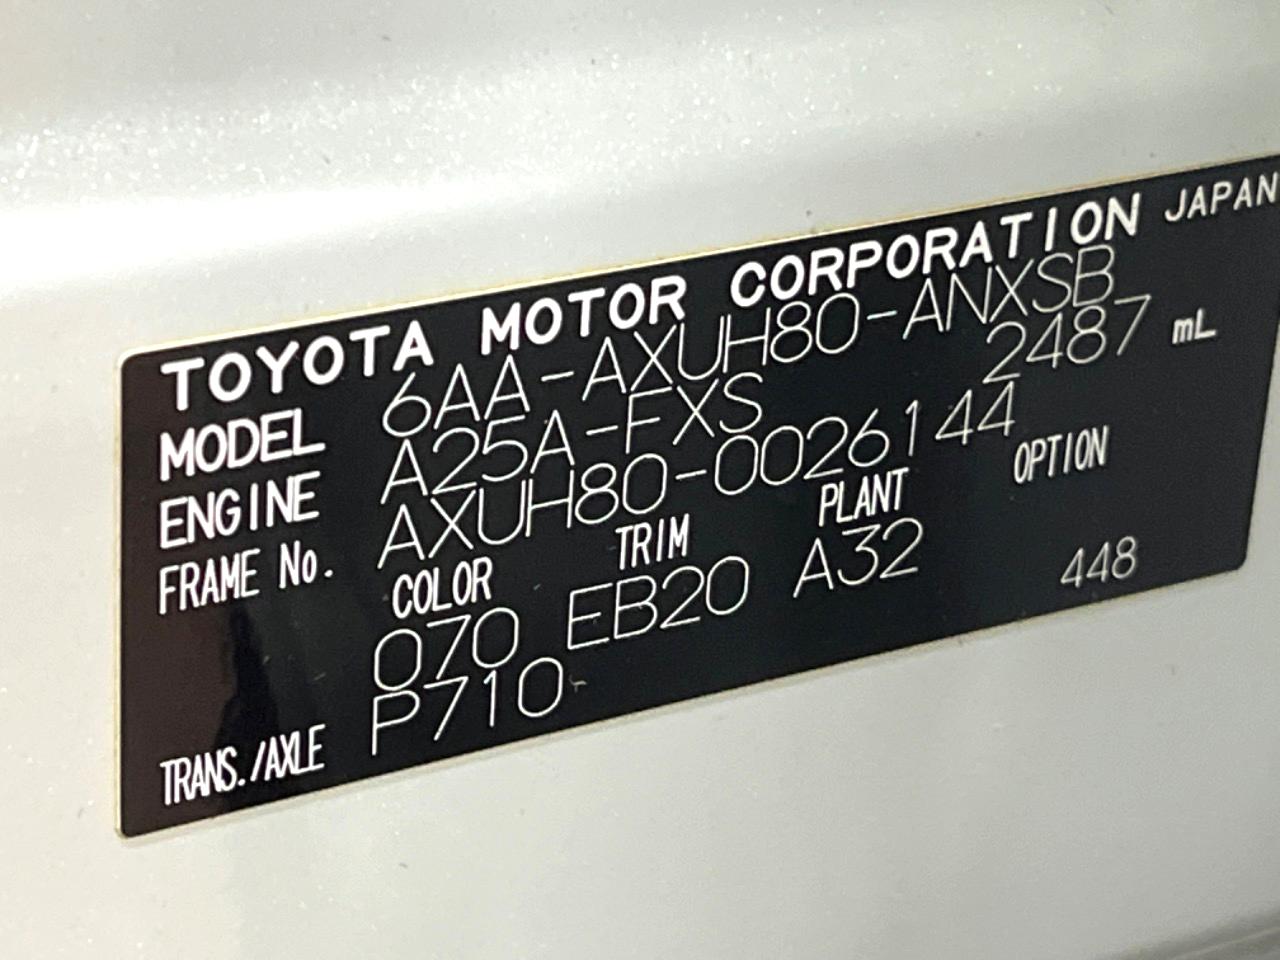 TOYOTA MOTOR CORPORATION JAPAN
MODEL 6AA-AXUH80-ANXSB
ENGINE A25A-FXS 2487 mL
FRAME No. AXUH80-0026144
COLOR TRIM PLANT OPTION
070 EB20 A32 448
TRANS./AXLE P710-